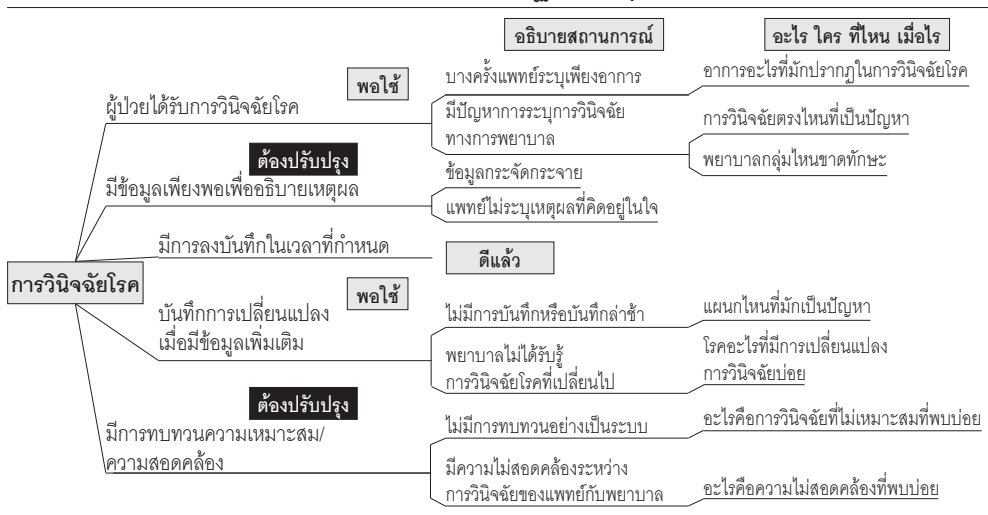 อธิบายสถานการณ์
อะไร ใคร ที่ไหน เมื่อไร
พอใช้
ผู้ป่วยได้รับการวินิจฉัยโรค
บางครั้งแพทย์ระบุเพียงอาการ
อาการอะไรที่มักปรากฏในการวินิจฉัยโรค
มีปัญหาการระบุการวินิจฉัย
ทางการพยาบาล
การวินิจฉัยตรงไหนที่เป็นปัญหา
พยาบาลกลุ่มไหนขาดทักษะ
ต้องปรับปรุง
มีข้อมูลเพียงพอเพื่ออธิบายเหตุผล
ข้อมูลกระจัดกระจาย
แพทย์ไม่ระบุเหตุผลที่คิดอยู่ในใจ
มีการลงบันทึกในเวลาที่กำหนด
ดีแล้ว
การวินิจฉัยโรค
พอใช้
บันทึกการเปลี่ยนแปลง
เมื่อมีข้อมูลเพิ่มเติม
ไม่มีการบันทึกหรือบันทึกล่าช้า
แผนกไหนที่มักเป็นปัญหา
พยาบาลไม่ได้รับรู้
การวินิจฉัยโรคที่เปลี่ยนไป
โรคอะไรที่มีการเปลี่ยนแปลง
การวินิจฉัยบ่อย
ต้องปรับปรุง
มีการทบทวนความเหมาะสม/
ความสอดคล้อง
ไม่มีการทบทวนอย่างเป็นระบบ
อะไรคือการวินิจฉัยที่ไม่เหมาะสมที่พบบ่อย
มีความไม่สอดคล้องระหว่าง
การวินิจฉัยของแพทย์กับพยาบาล
อะไรคือความไม่สอดคล้องที่พบบ่อย